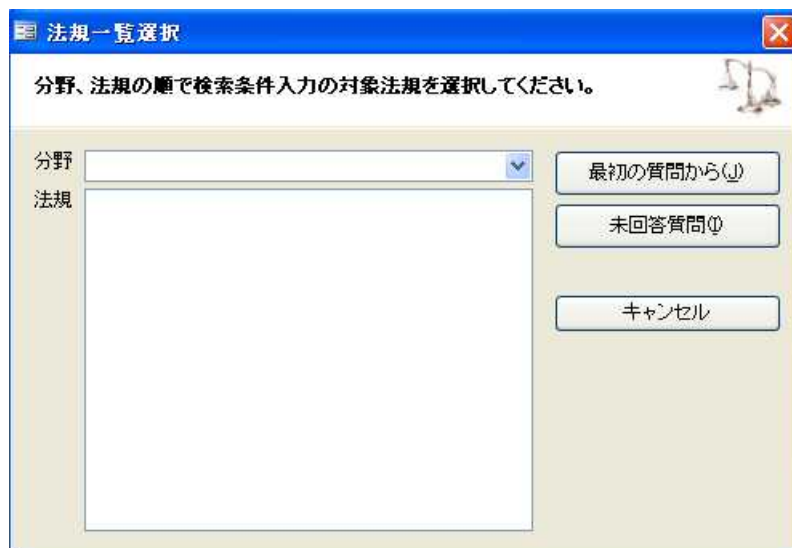 法規一覧選択
分野、法規の順で検索条件入力の対象法規を選択してください。
分野
法規
最初の質問から(J)
未回答質問(I)
キャンセル